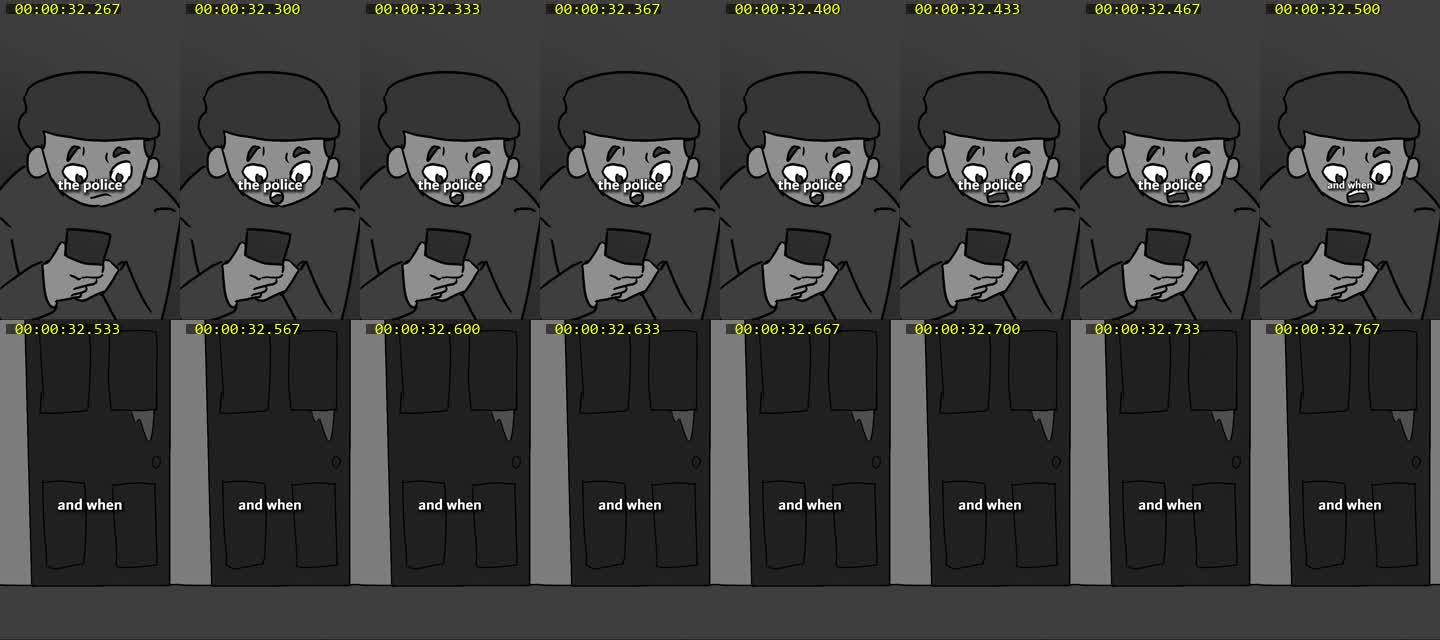 00:00:32.267 00:00:32.300 00:00:32.333 00:00:32.367 00:00:32.400 00:00:32.433 00:00:32.467 00:00:32.500
the police the police the police the police the police the police the police and when
00:00:32.533 00:00:32.567 00:00:32.600 00:00:32.633 00:00:32.667 00:00:32.700 00:00:32.733 00:00:32.767
and when and when and when and when and when and when and when and when